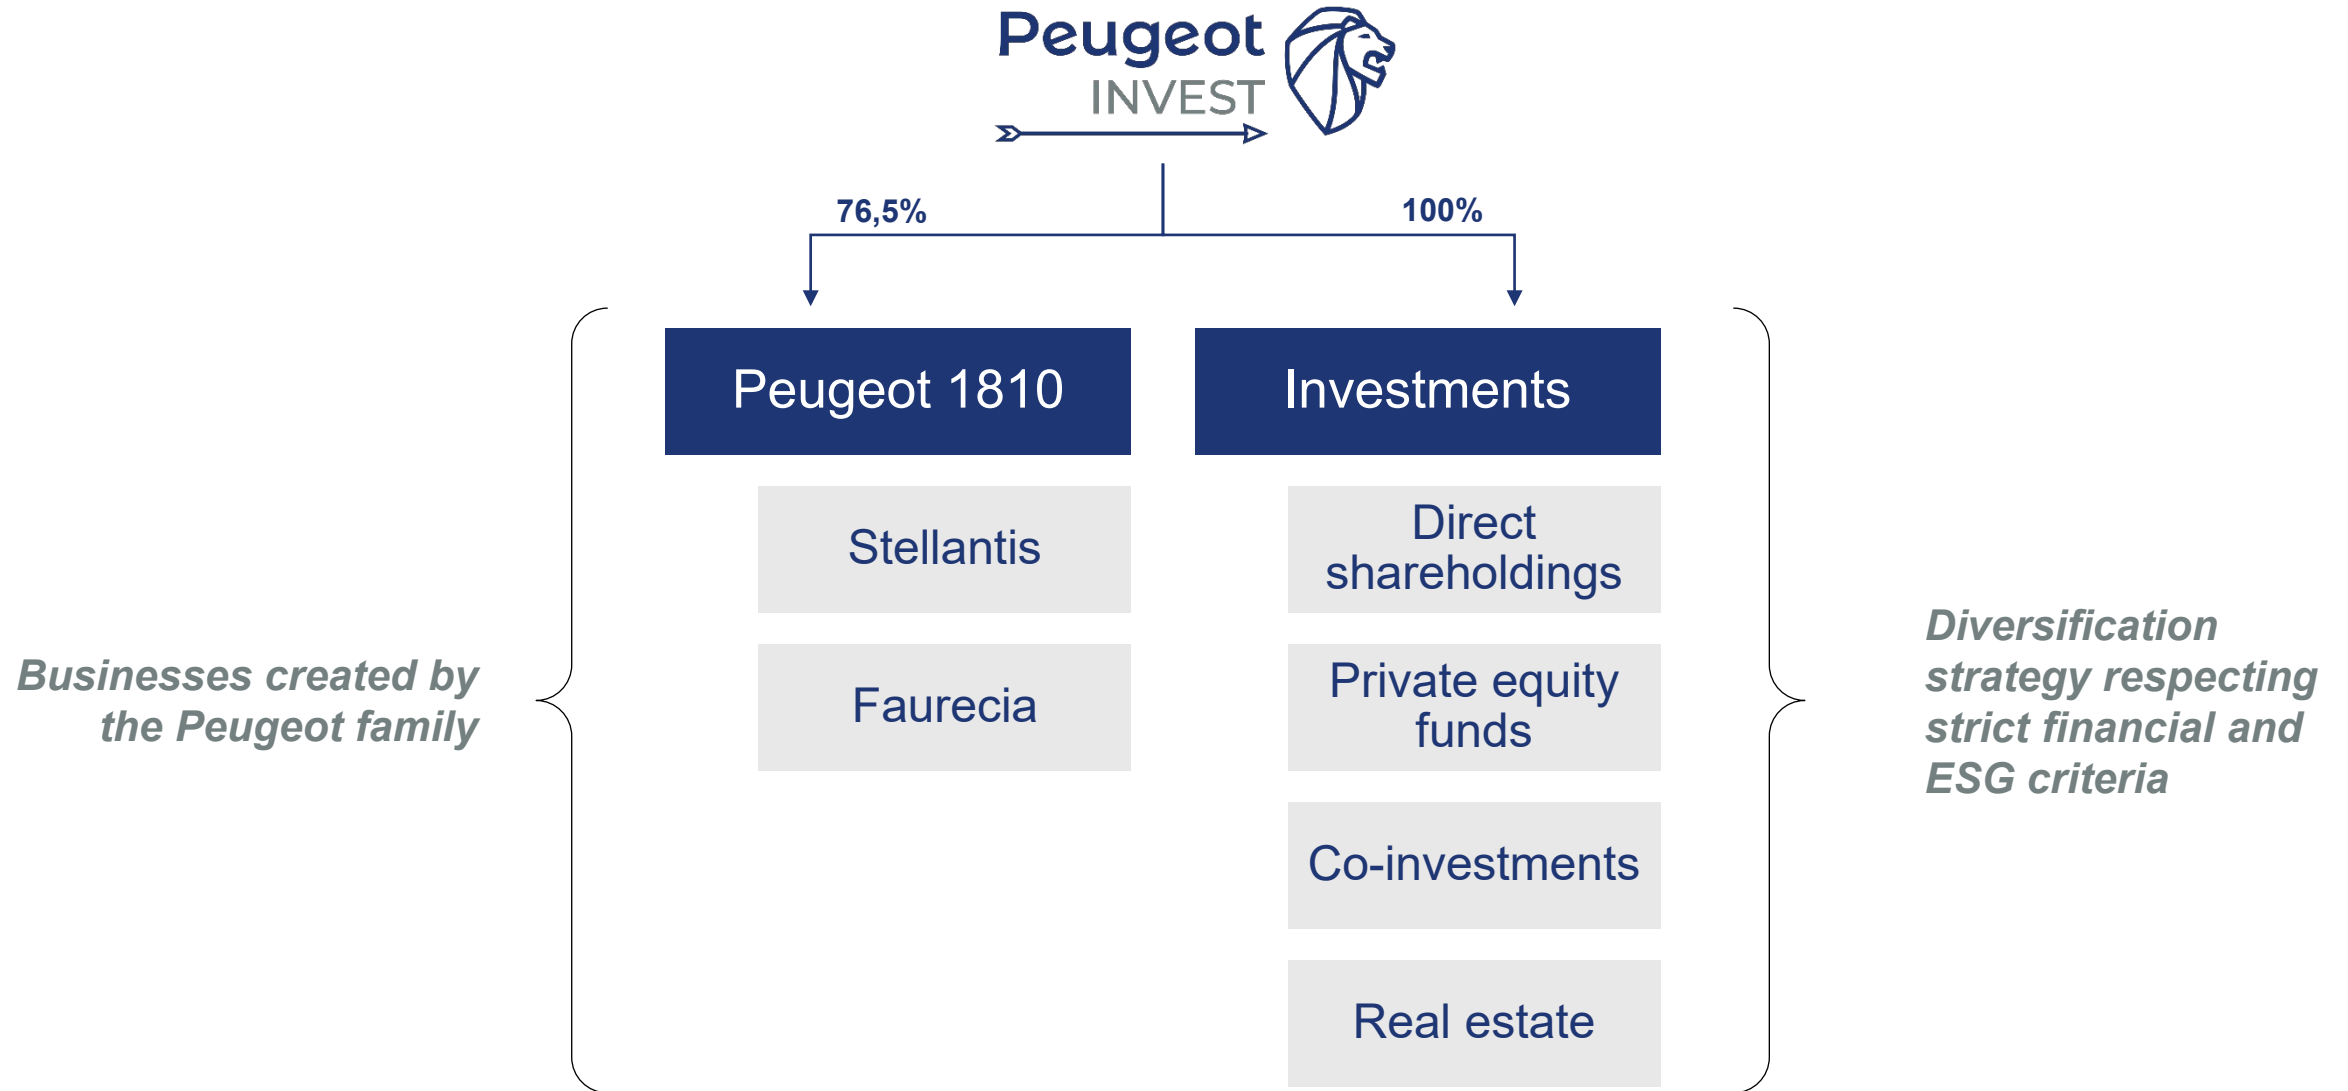 Peugeot
INVEST
76,5%
100%
Peugeot 1810
Investments
Stellantis
Direct
shareholdings
Faurecia
Private equity
funds
Co-investments
Real estate
Businesses created by
the Peugeot family
Diversification
strategy respecting
strict financial and
ESG criteria